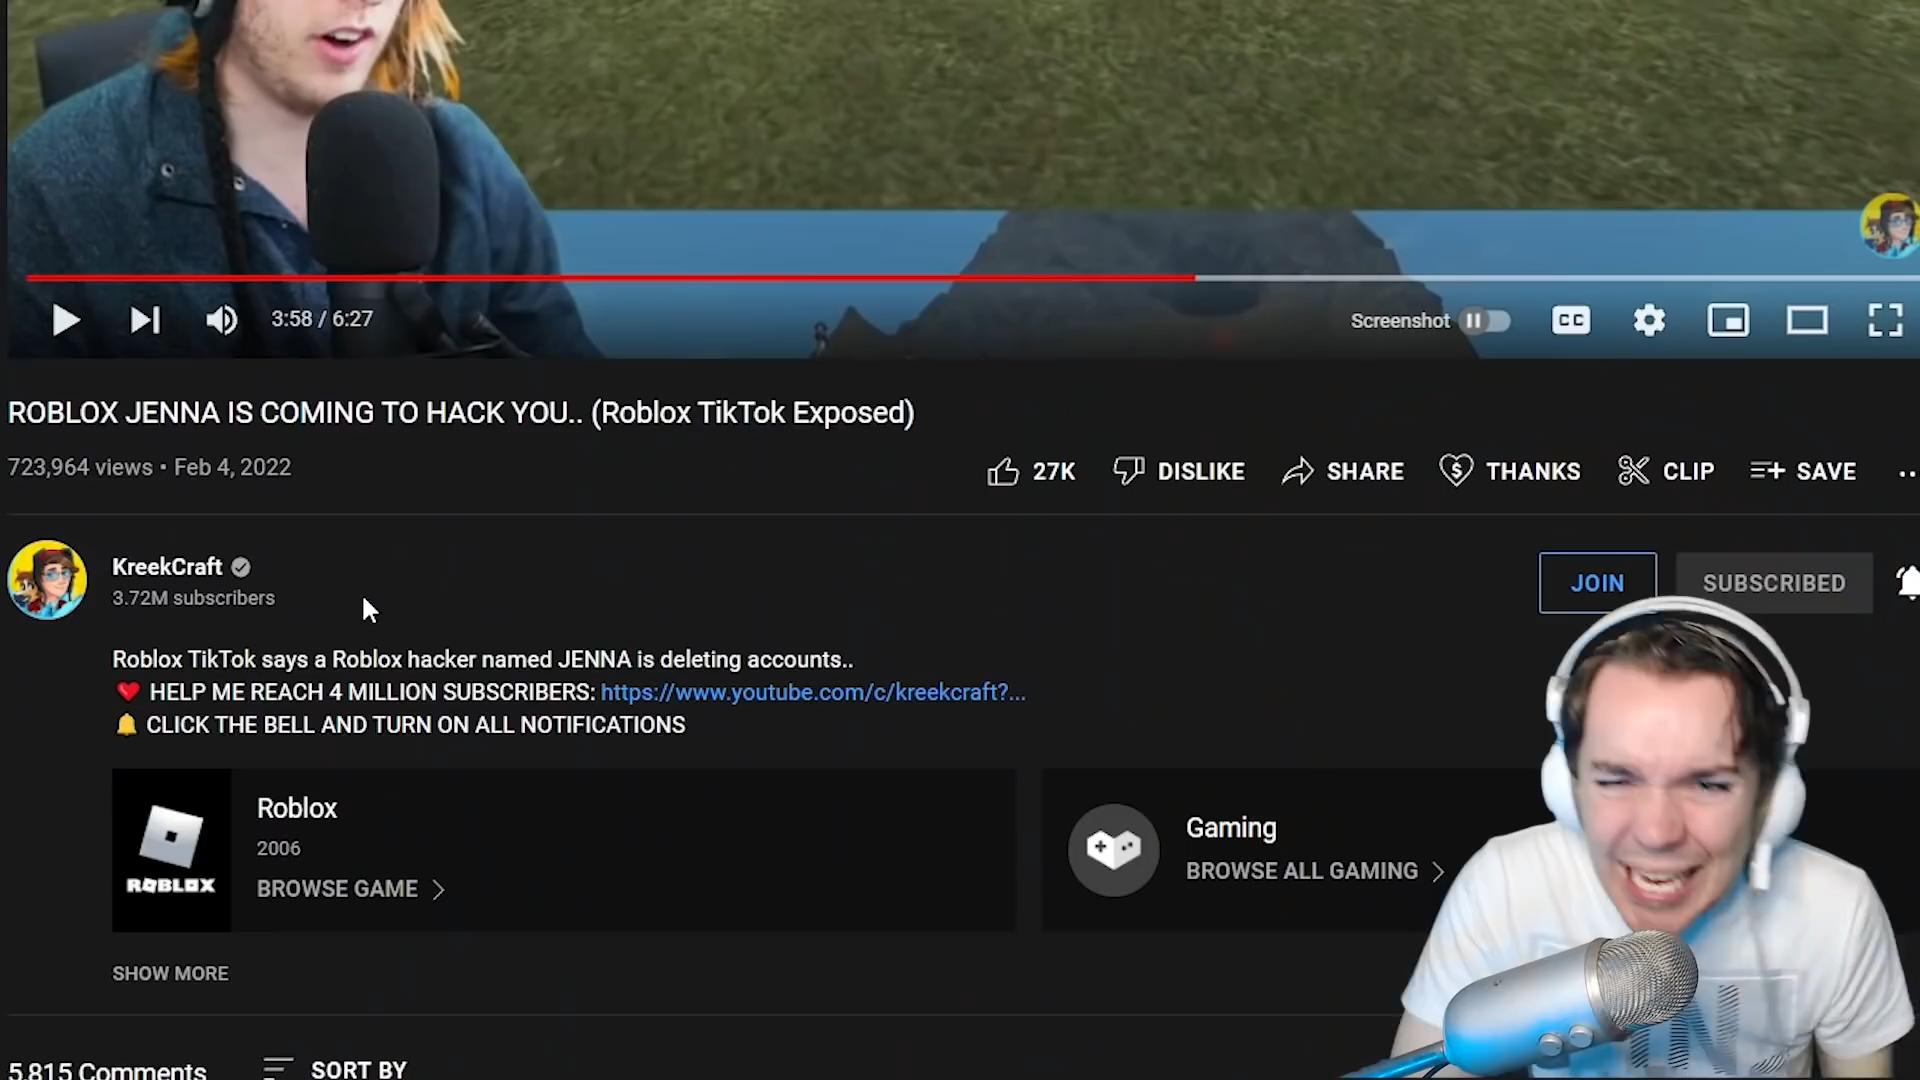 3:58 / 6:27
Screenshot
CC
ROBLOX JENNA IS COMING TO HACK YOU.. (Roblox TikTok Exposed)
723,964 views • Feb 4, 2022
27K
DISLIKE
SHARE
THANKS
CLIP
SAVE
KreekCraft
3.72M subscribers
JOIN
SUBSCRIBED
Roblox TikTok says a Roblox hacker named JENNA is deleting accounts..
❤️ HELP ME REACH 4 MILLION SUBSCRIBERS: https://www.youtube.com/c/kreekcraft?...
🔔 CLICK THE BELL AND TURN ON ALL NOTIFICATIONS
ROBLOX
Roblox
2006
BROWSE GAME
Gaming
BROWSE ALL GAMING
SHOW MORE
5,815 Comments
SORT BY